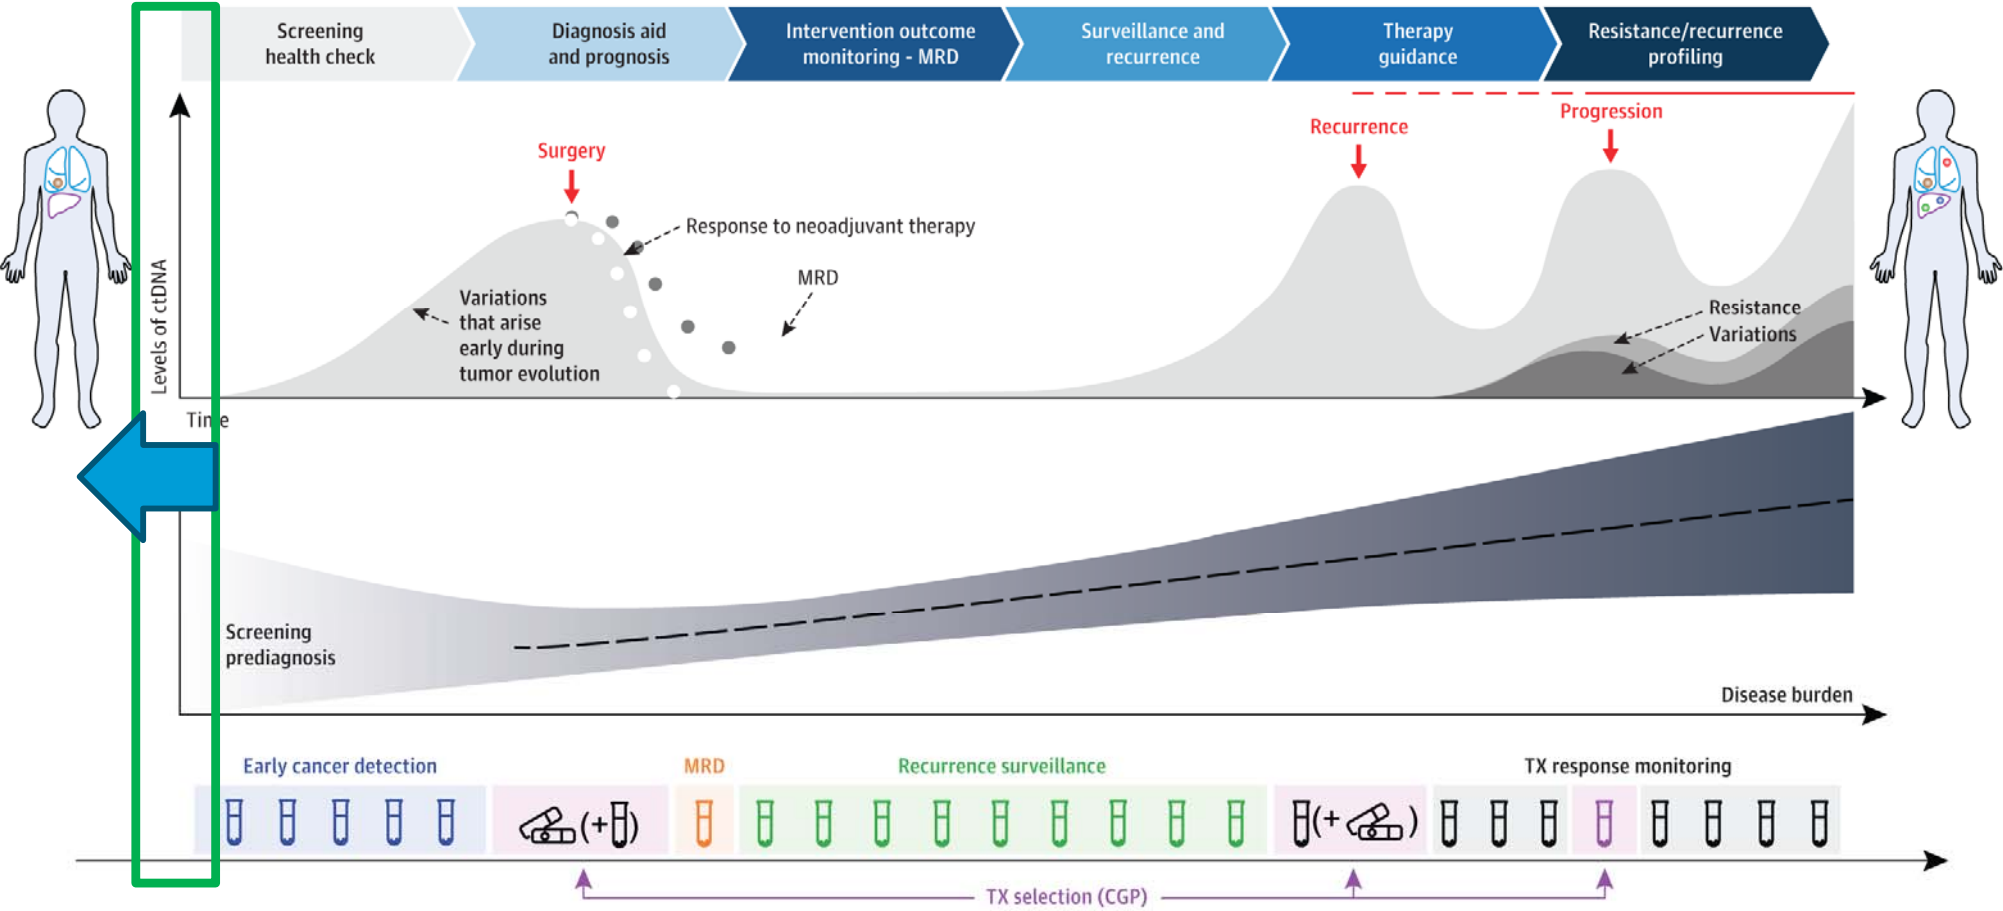 Screening
health check
Diagnosis aid
and prognosis
Intervention outcome
monitoring - MRD
Surveillance and
recurrence
Therapy
guidance
Resistance/recurrence
profiling
Levels of ctDNA
Surgery
Recurrence
Progression
Response to neoadjuvant therapy
MRD
Variations
that arise
early during
tumor evolution
Resistance
Variations
Time
Screening
prediagnosis
Disease burden
Early cancer detection
MRD
Recurrence surveillance
TX response monitoring
(+ )
(+ )
TX selection (CGP)